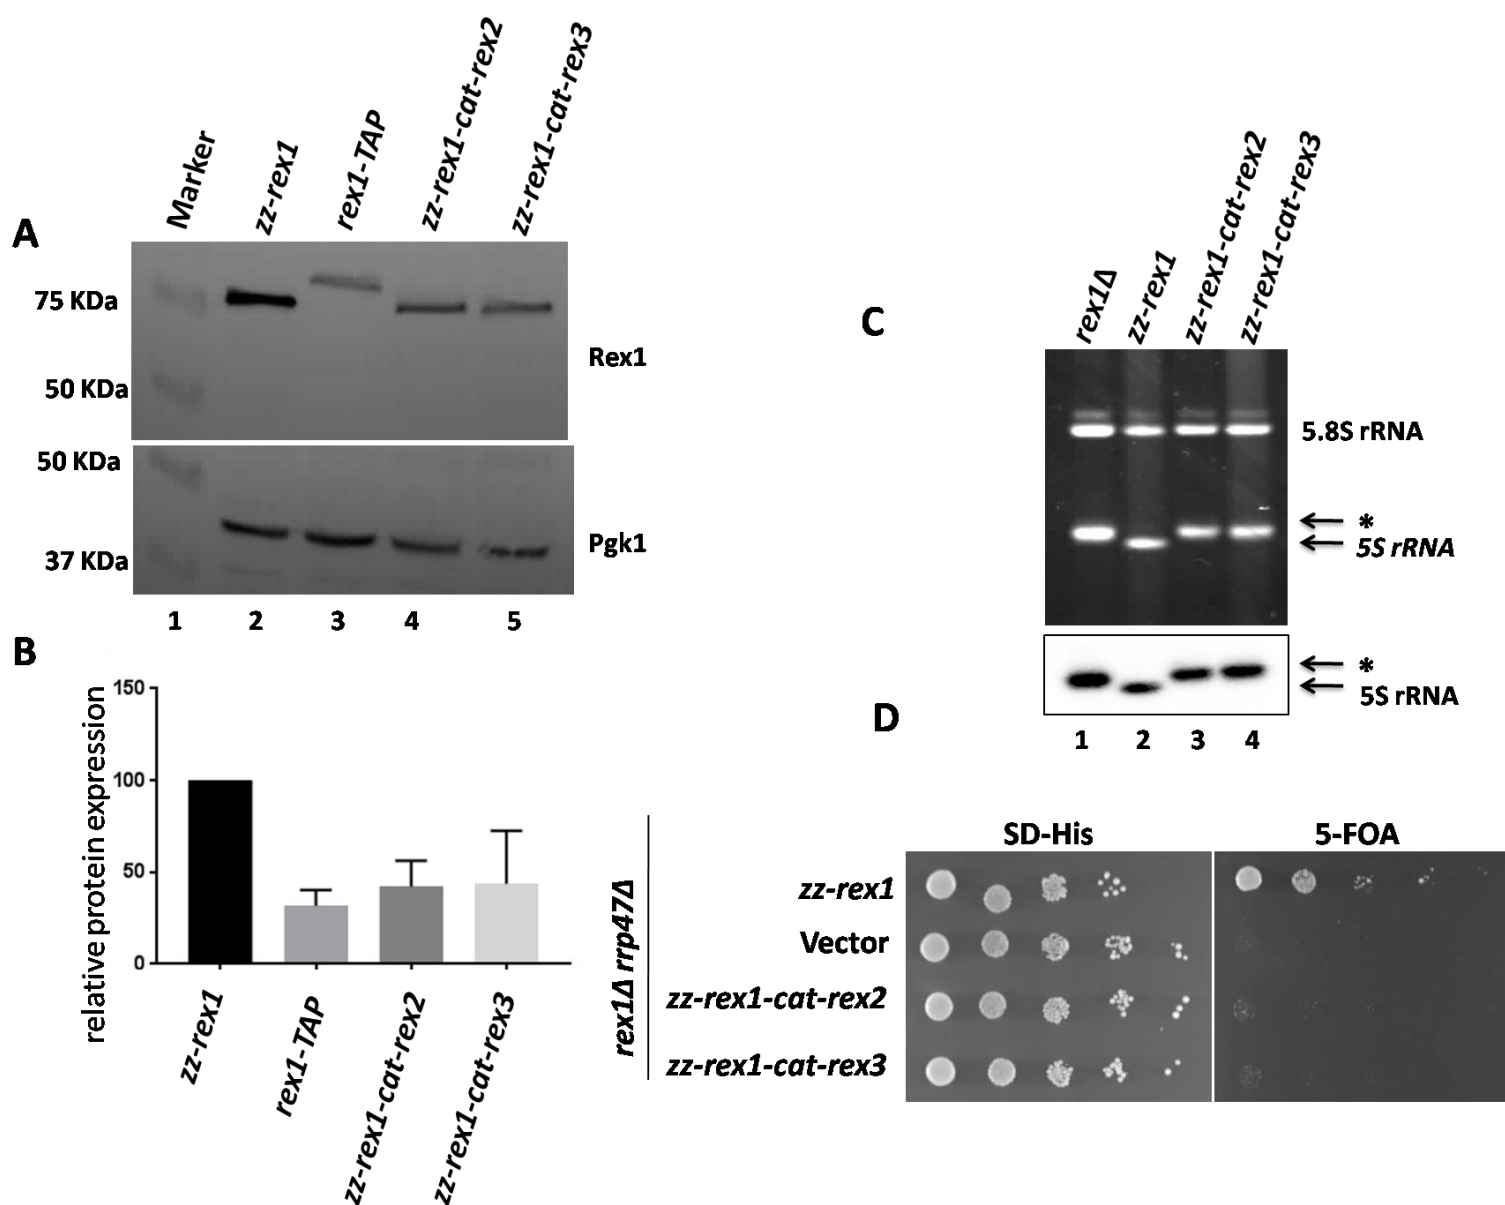 A
Marker
zz-rex1
rex1-TAP
zz-rex1-cat-rex2
zz-rex1-cat-rex3
75 KDa
50 KDa
Rex1
50 KDa
37 KDa
Pgk1
1 2 3 4 5
B
relative protein expression
150
100
50
0
zz-rex1
rex1-TAP
zz-rex1-cat-rex2
zz-rex1-cat-rex3
C
rex1Δ
zz-rex1
zz-rex1-cat-rex2
zz-rex1-cat-rex3
5.8S rRNA
*
5S rRNA
*
5S rRNA
1 2 3 4
D
SD-His 5-FOA
rex1Δ rrp47Δ
zz-rex1
Vector
zz-rex1-cat-rex2
zz-rex1-cat-rex3